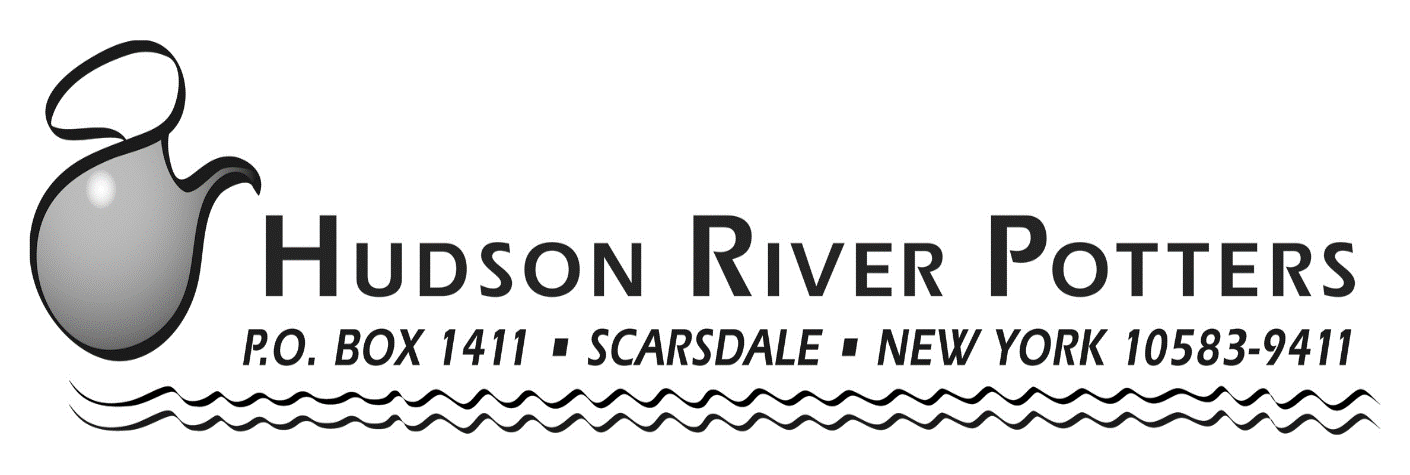 HUDSON RIVER POTTERS
P.O. BOX 1411 ▪ SCARSDALE ▪ NEW YORK 10583-9411